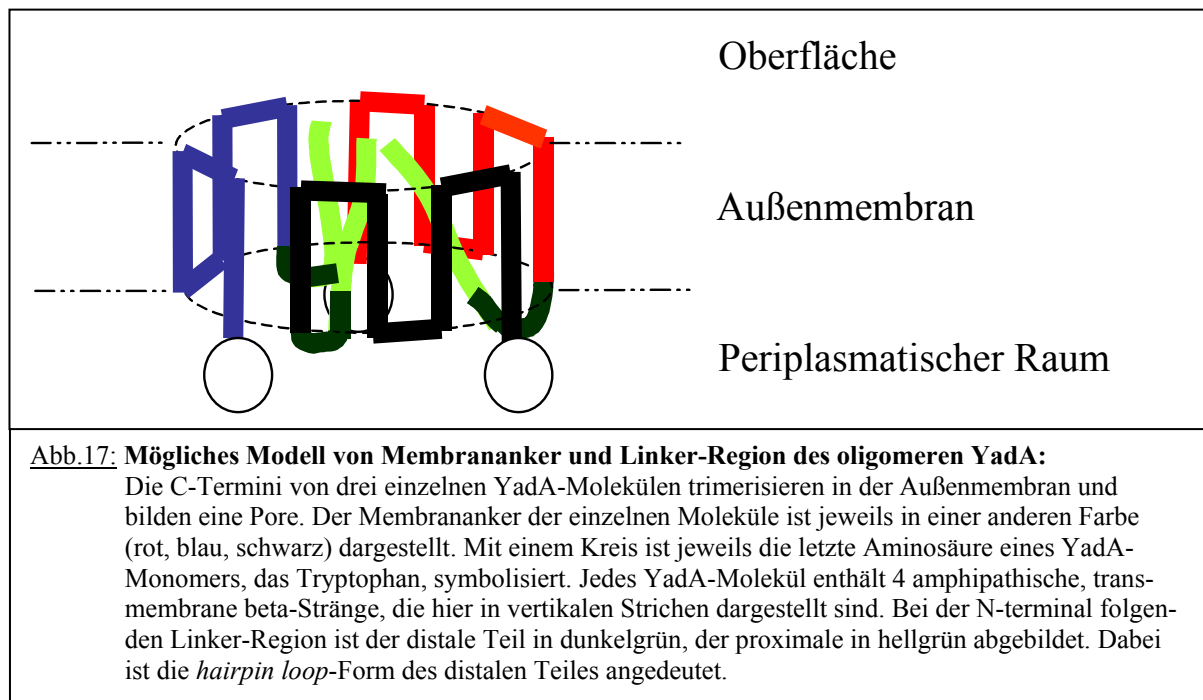 Oberfläche
Außenmembran
Periplasmatischer Raum
Abb.17: Mögliches Modell von Membrananker und Linker-Region des oligomeren YadA:
Die C-Termini von drei einzelnen YadA-Molekülen trimerisieren in der Außenmembran und
bilden eine Pore. Der Membrananker der einzelnen Moleküle ist jeweils in einer anderen Farbe
(rot, blau, schwarz) dargestellt. Mit einem Kreis ist jeweils die letzte Aminosäure eines YadA-
Monomers, das Tryptophan, symbolisiert. Jedes YadA-Molekül enthält 4 amphipathische, trans-
membrane beta-Stränge, die hier in vertikalen Strichen dargestellt sind. Bei der N-terminal folgen-
den Linker-Region ist der distale Teil in dunkelgrün, der proximale in hellgrün abgebildet. Dabei
ist die hairpin loop-Form des distalen Teiles angedeutet.